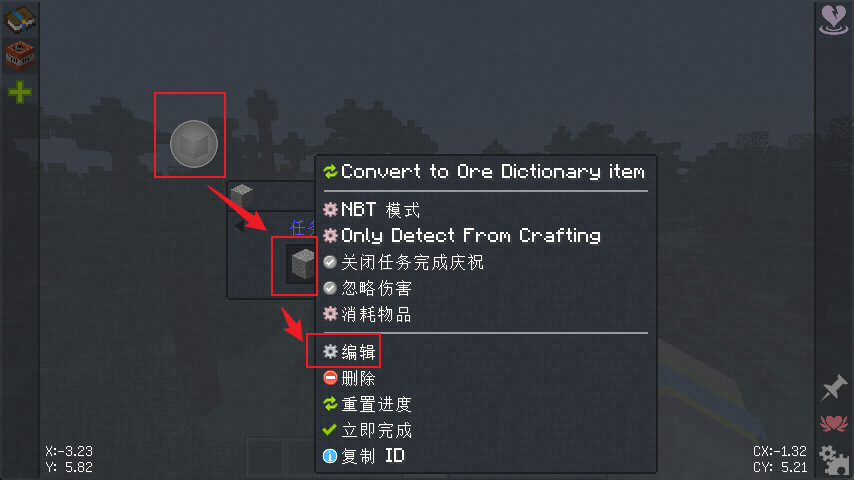 Convert to Ore Dictionary item
NBT 模式
任务
Only Detect From Crafting
关闭任务完成庆祝
忽略伤害
消耗物品
编辑
删除
重置进度
立即完成
复制 ID
X:-3.23
Y: 5.82
CX:-1.32
CY: 5.21